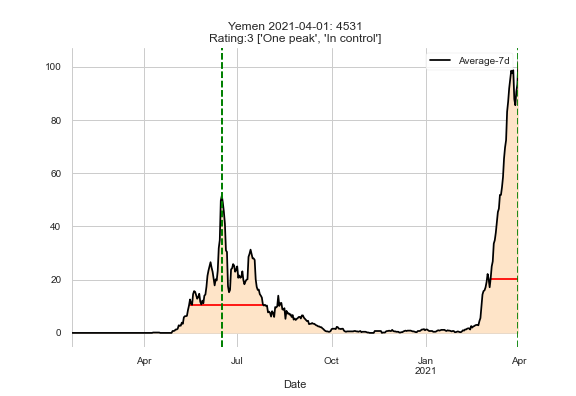 Yemen 2021-04-01: 4531
Rating:3 ['One peak', 'In control']
Average-7d
100
80
60
40
20
0
Apr
Jul
Oct
Jan
2021
Apr
Date